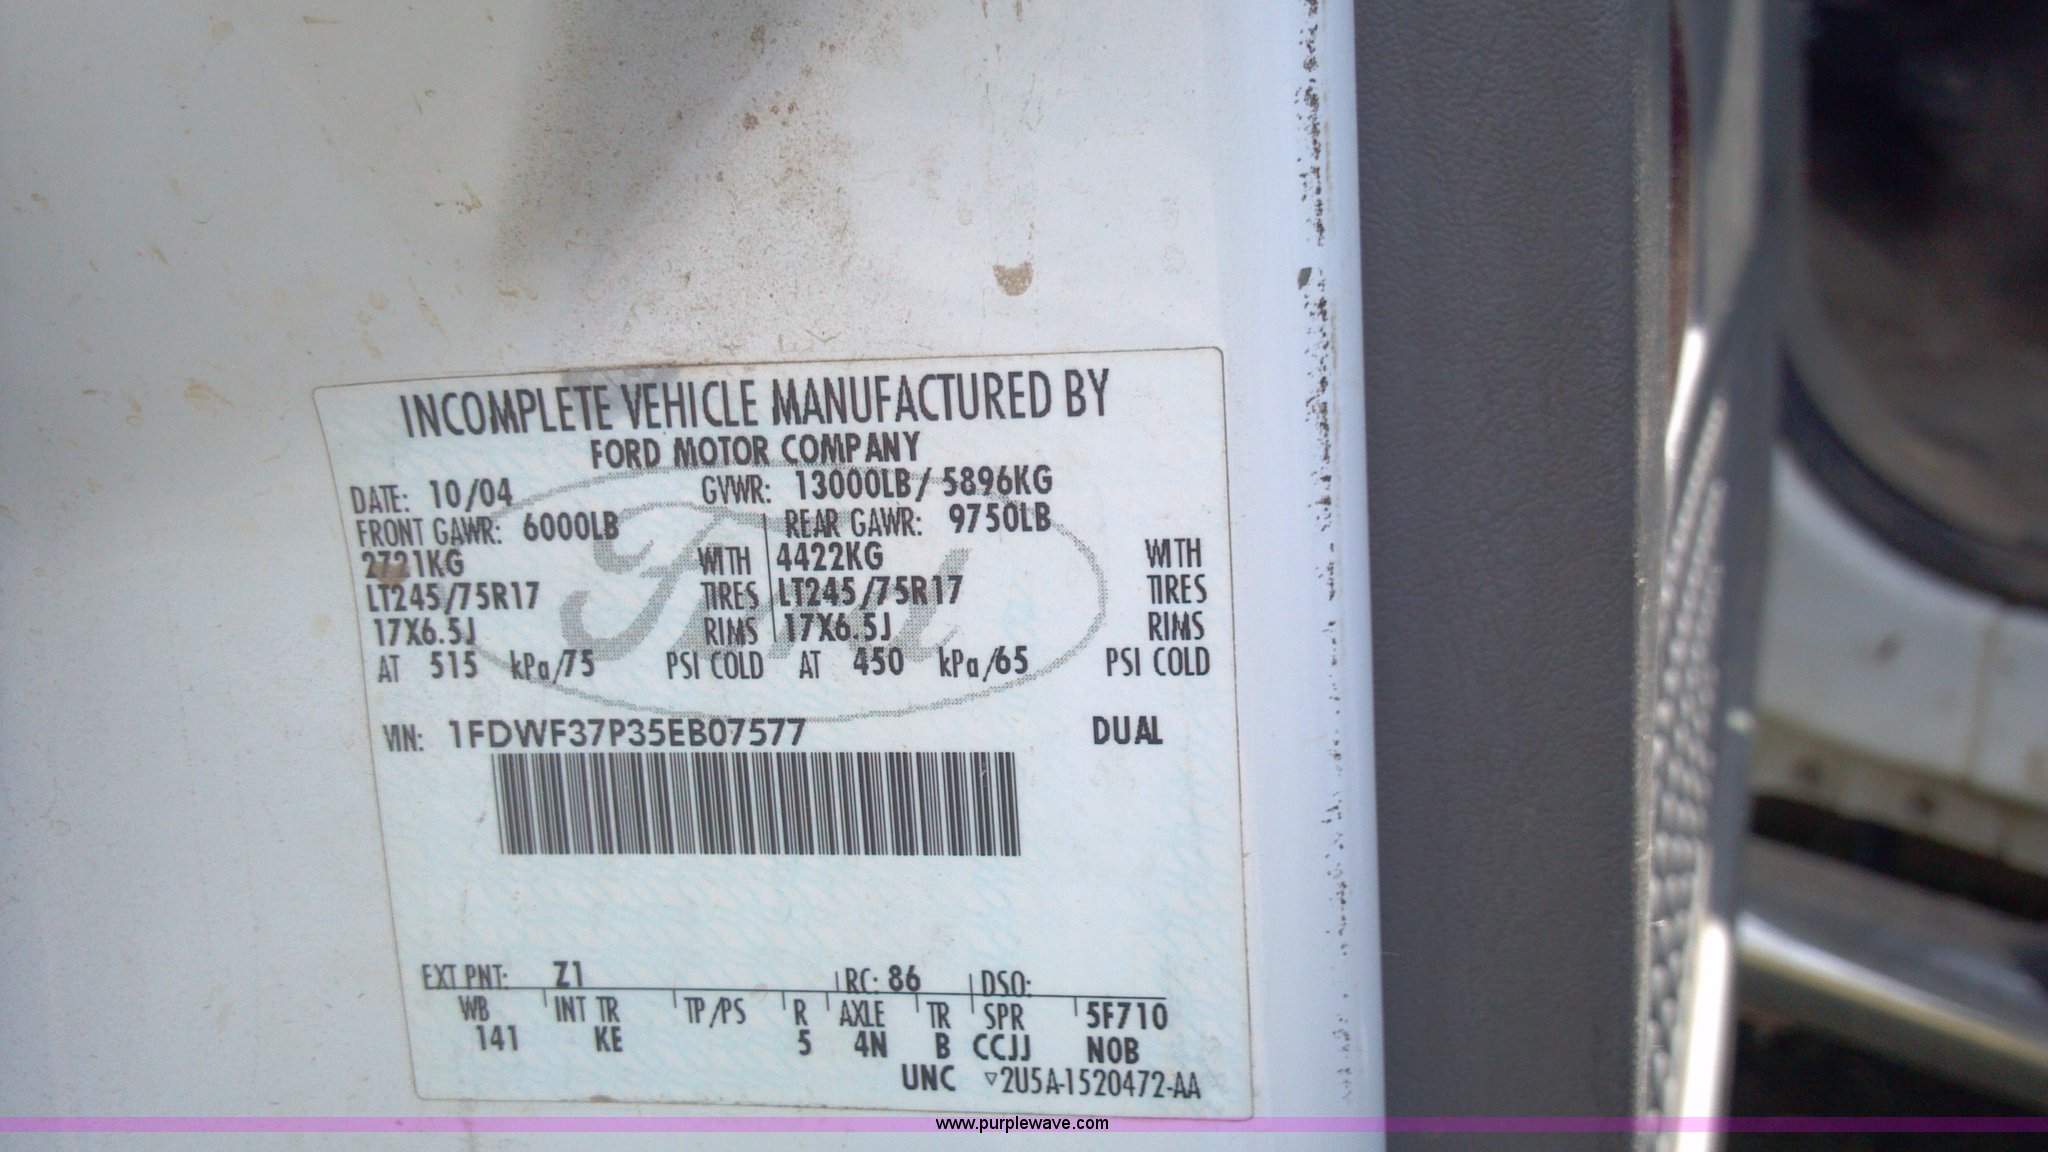 INCOMPLETE VEHICLE MANUFACTURED BY
FORD MOTOR COMPANY
DATE: 10/04 GVWR: 13000LB/ 5896KG
FRONT GAWR: 6000LB REAR GAWR: 9750LB
2721KG WITH 4422KG WITH
LT245/75R17 TIRES LT245/75R17 TIRES
17X6.5J RIMS 17X6.5J RIMS
AT 515 kPa/75 PSI COLD AT 450 kPa/65 PSI COLD
Ford
VIN: 1FDWF37P35EB07577 DUAL
EXT PNT: Z1 RC: 86 DSO:
WB INT TR TP/PS R AXLE TR SPR 5F710
141 KE 5 4N B CCJJ N0B
UNC ▽2U5A-1520472-AA
www.purplewave.com